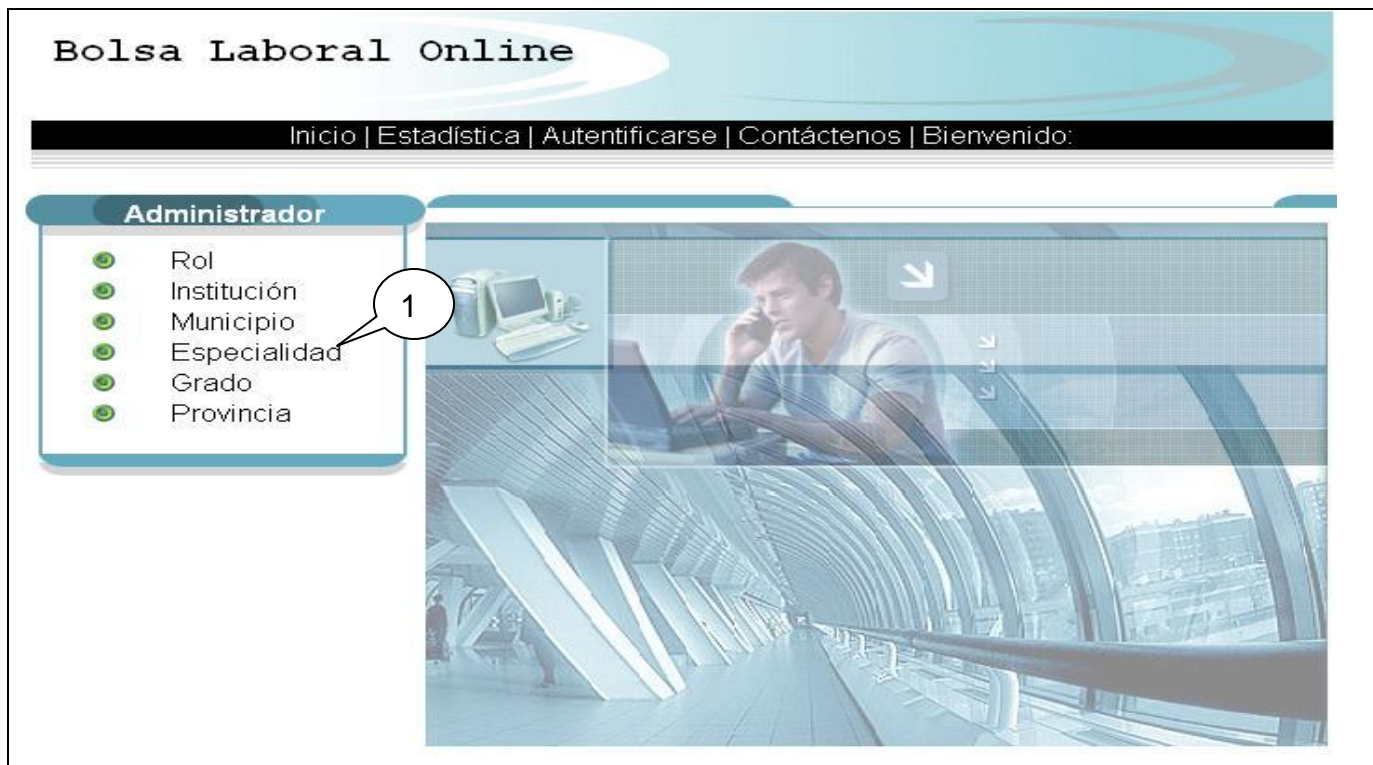 Bolsa Laboral Online
Inicio | Estadística | Autentificarse | Contáctenos | Bienvenido:
Administrador
Rol
Institución
Municipio
Especialidad
Grado
Provincia
1